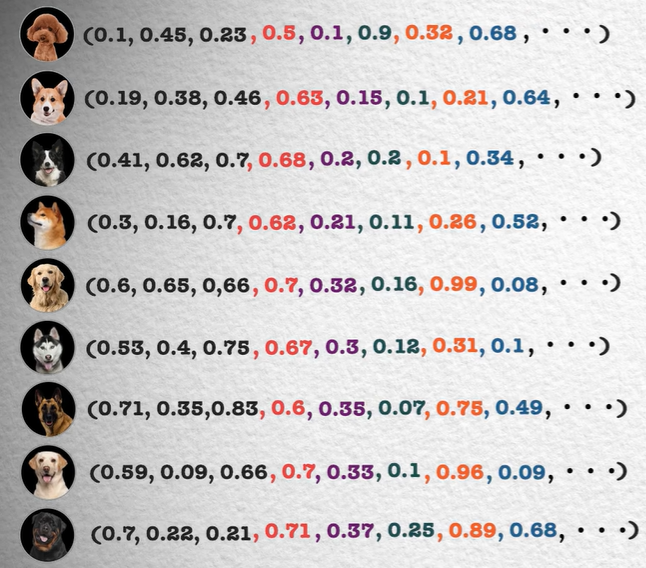 (0.1, 0.45, 0.23, 0.5, 0.1, 0.9, 0.32, 0.68, • • •)
(0.19, 0.38, 0.46, 0.63, 0.15, 0.1, 0.21, 0.64, • • •)
(0.41, 0.62, 0.7, 0.68, 0.2, 0.2, 0.1, 0.34, • • •)
(0.3, 0.16, 0.7, 0.62, 0.21, 0.11, 0.26, 0.52, • • •)
(0.6, 0.65, 0,66, 0.7, 0.32, 0.16, 0.99, 0.08, • • •)
(0.53, 0.4, 0.75, 0.67, 0.3, 0.12, 0.31, 0.1, • • •)
(0.71, 0.35,0.83, 0.6, 0.35, 0.07, 0.75, 0.49, • • •)
(0.59, 0.09, 0.66, 0.7, 0.33, 0.1, 0.96, 0.09, • • •)
(0.7, 0.22, 0.21, 0.71, 0.37, 0.25, 0.89, 0.68, • • •)